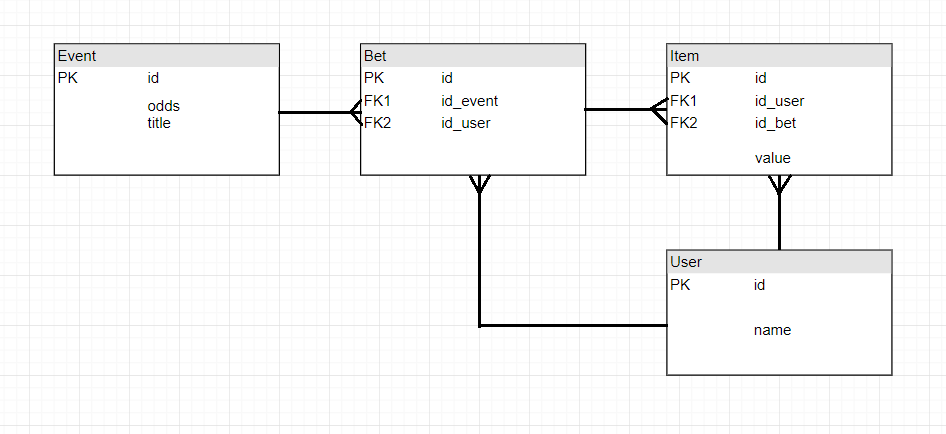 Event
PK id
odds
title
Bet
PK id
FK1 id_event
FK2 id_user
Item
PK id
FK1 id_user
FK2 id_bet
value
User
PK id
name